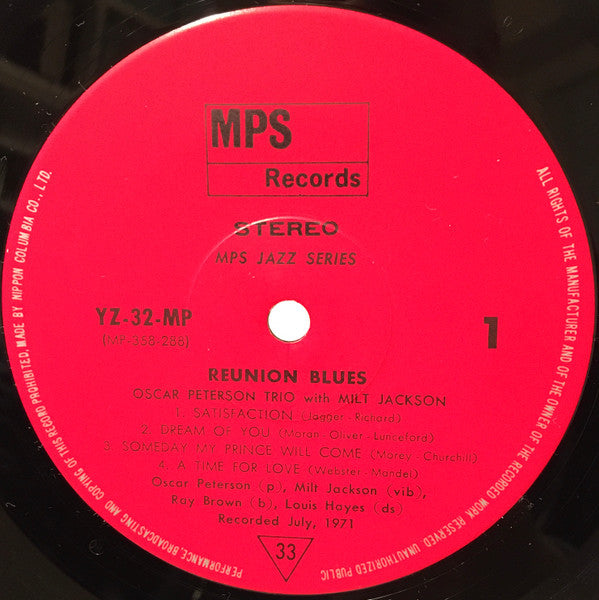 MPS
Records
STEREO
MPS JAZZ SERIES
YZ-32-MP
(MP-358-288)
1
REUNION BLUES
OSCAR PETERSON TRIO with MILT JACKSON
1. SATISFACTION (Jagger - Richard)
2. DREAM OF YOU (Moran - Oliver - Lunceford)
3. SOMEDAY MY PRINCE WILL COME (Morey - Churchill)
4. A TIME FOR LOVE (Webster - Mandel)
Oscar Peterson (p), Milt Jackson (vib),
Ray Brown (b), Louis Hayes (ds)
Recorded July, 1971
33
ALL RIGHTS OF THE MANUFACTURER AND OF THE OWNER OF THE RECORDED WORK RESERVED. UNAUTHORIZED PUBLIC PERFORMANCE, BROADCASTING AND COPYING OF THIS RECORD PROHIBITED. MADE BY NIPPON COLUMBIA CO., LTD.